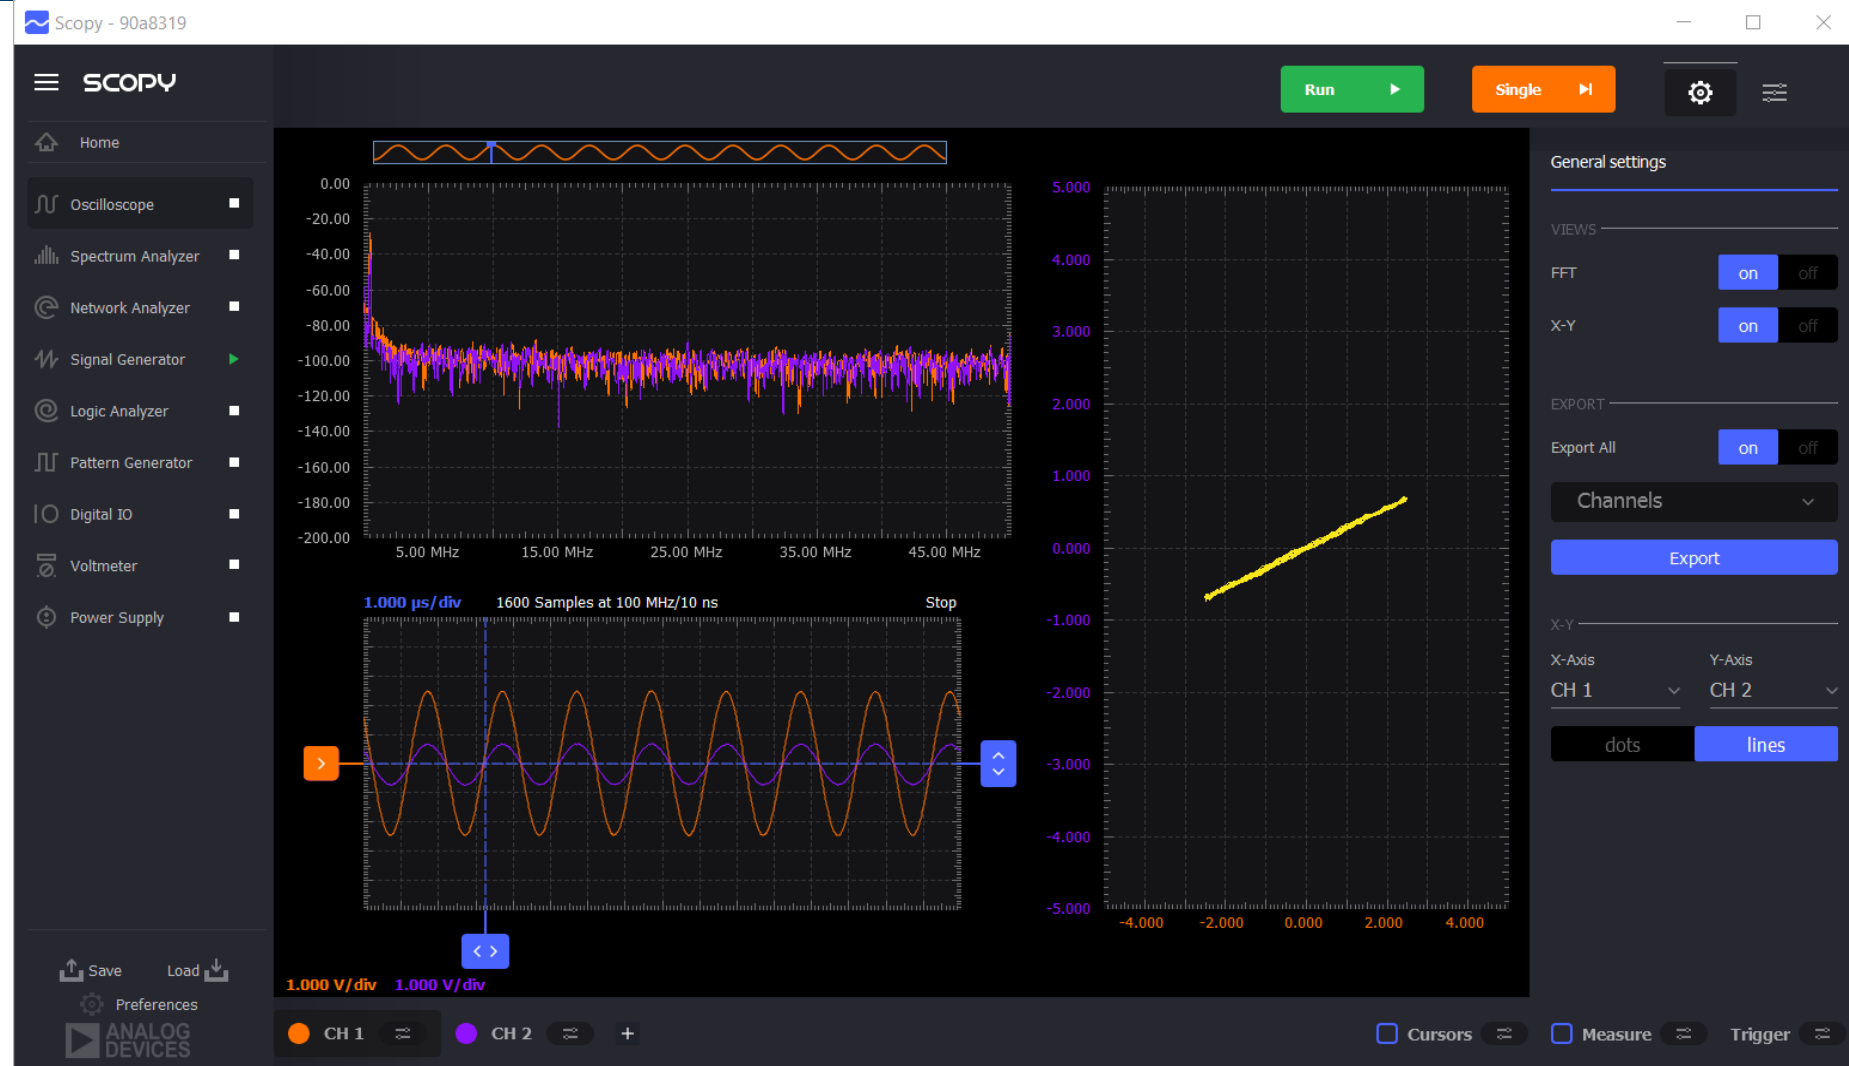 Scopy - 90a8319
SCOPY
Run
Single
Home
Oscilloscope
Spectrum Analyzer
Network Analyzer
Signal Generator
Logic Analyzer
Pattern Generator
Digital IO
Voltmeter
Power Supply
Save
Load
Preferences
ANALOG
DEVICES
0.00
-20.00
-40.00
-60.00
-80.00
-100.00
-120.00
-140.00
-160.00
-180.00
-200.00
5.00 MHz 15.00 MHz 25.00 MHz 35.00 MHz 45.00 MHz
1.000 µs/div 1600 Samples at 100 MHz/10 ns Stop
1.000 V/div 1.000 V/div
5.000
4.000
3.000
2.000
1.000
0.000
-1.000
-2.000
-3.000
-4.000
-5.000
-4.000 -2.000 0.000 2.000 4.000
General settings
VIEWS
FFT on off
X-Y on off
EXPORT
Export All on off
Channels
Export
X-Y
X-Axis Y-Axis
CH 1 CH 2
dots lines
CH 1 CH 2 + Cursors Measure Trigger